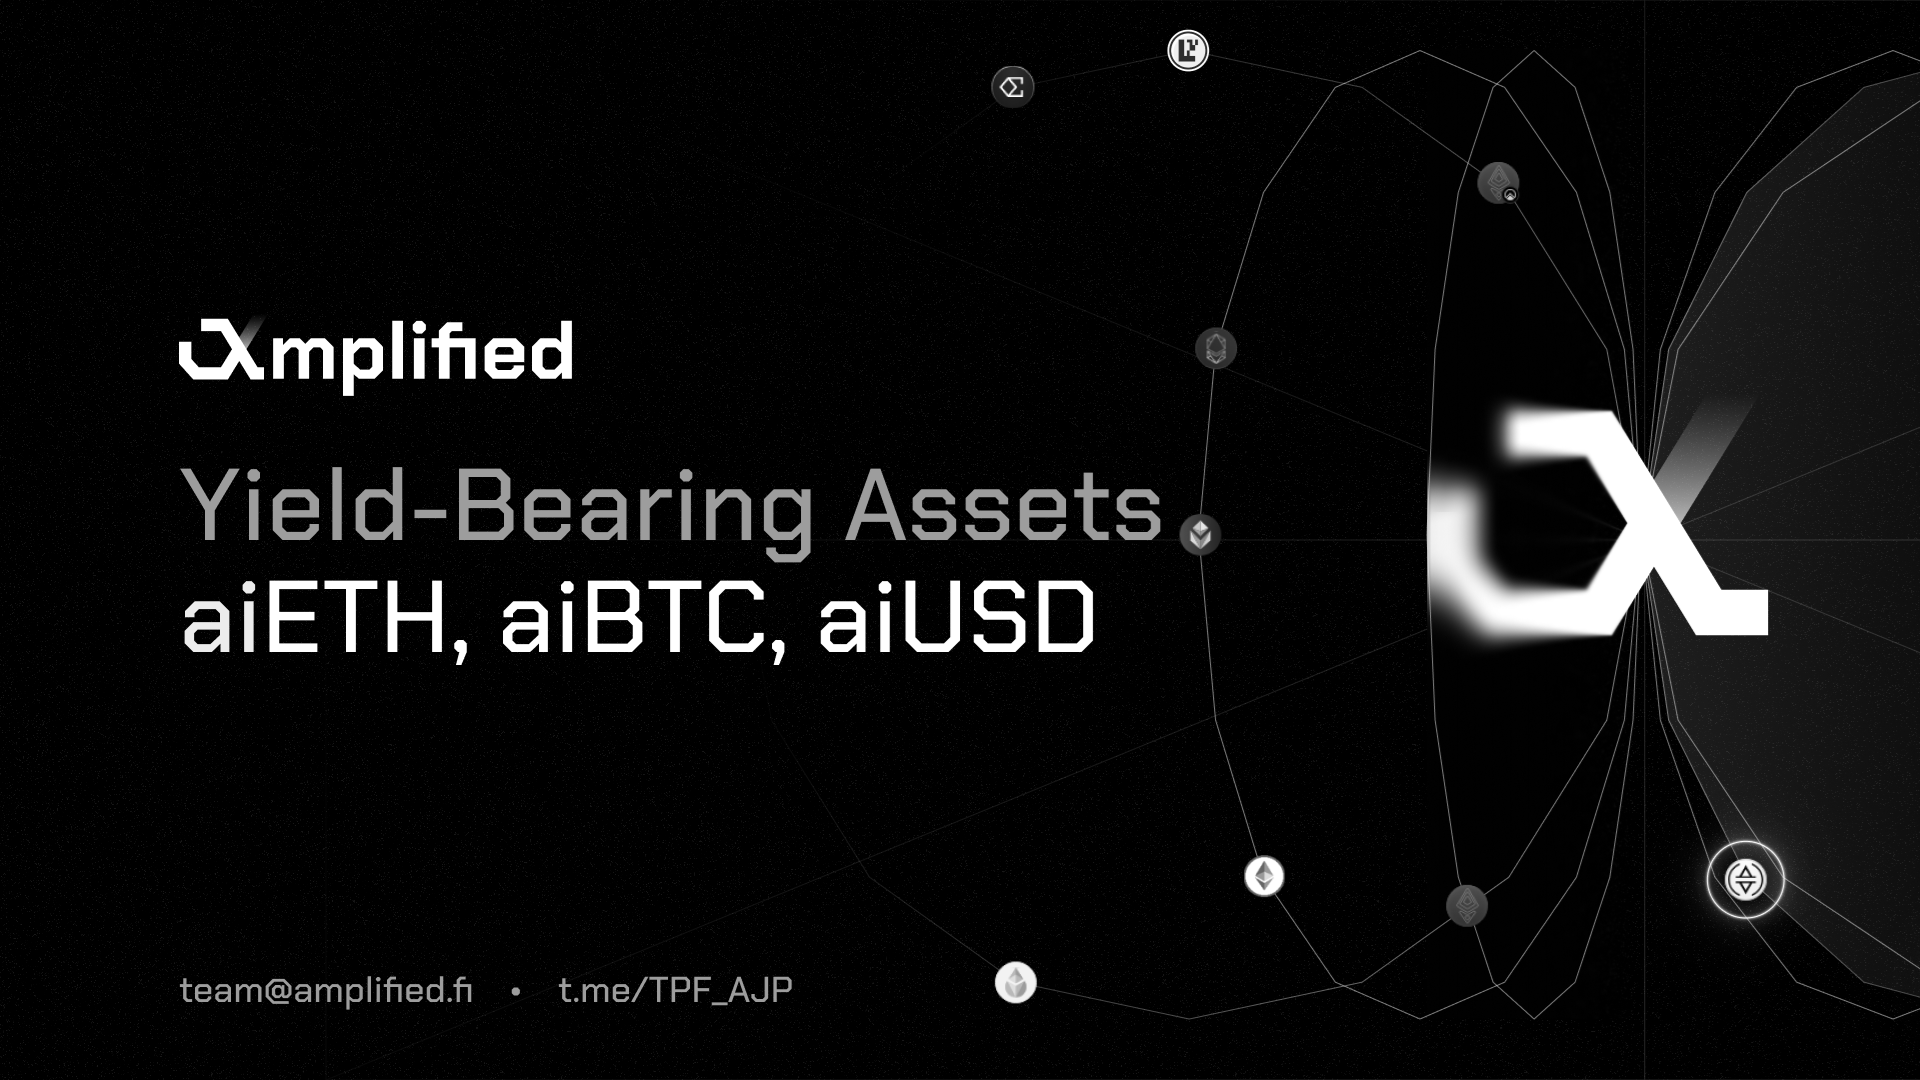 amplified
Yield-Bearing Assets
aiETH, aiBTC, aiUSD
team@amplified.fi • t.me/TPF_AJP